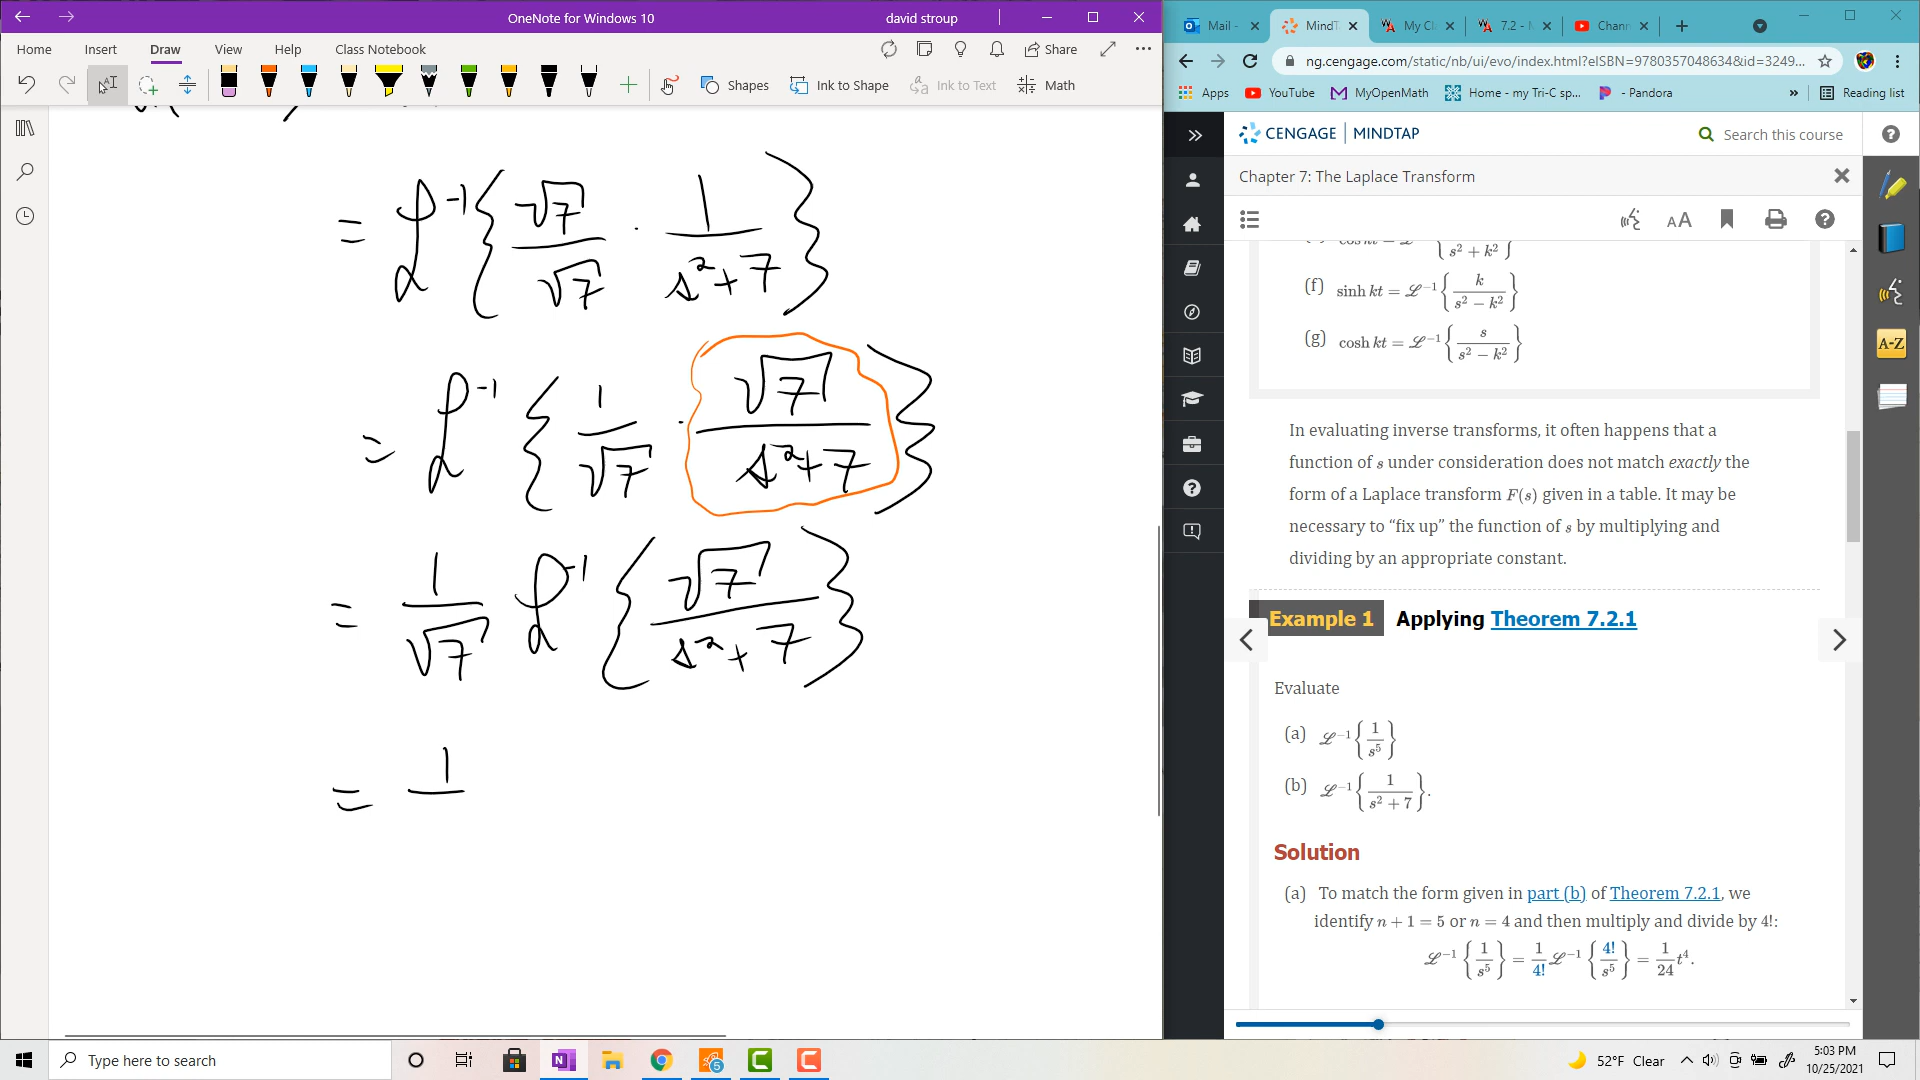 OneNote for Windows 10
david stroup
Home Insert Draw View Help Class Notebook
Share
Shapes Ink to Shape Ink to Text Math
= ℒ⁻¹{ √7/√7 · 1/(s²+7) }
= ℒ⁻¹{ 1/√7 · √7/(s²+7) }
= 1/√7 ℒ⁻¹{ √7/(s²+7) }
= 1
Mail - MindT My Cl 7.2 - Chann
ng.cengage.com/static/nb/ui/evo/index.html?eISBN=9780357048634&id=3249...
Apps YouTube MyOpenMath Home - my Tri-C sp... - Pandora » Reading list
CENGAGE | MINDTAP
Search this course
Chapter 7: The Laplace Transform
AA
A-Z
s² + k²
(f) sinh kt = ℒ⁻¹{ k/(s² − k²) }
(g) cosh kt = ℒ⁻¹{ s/(s² − k²) }
In evaluating inverse transforms, it often happens that a
function of s under consideration does not match exactly the
form of a Laplace transform F(s) given in a table. It may be
necessary to “fix up” the function of s by multiplying and
dividing by an appropriate constant.
Example 1 Applying Theorem 7.2.1
Evaluate
(a) ℒ⁻¹{ 1/s⁵ }
(b) ℒ⁻¹{ 1/(s² + 7) }.
Solution
(a) To match the form given in part (b) of Theorem 7.2.1, we
identify n + 1 = 5 or n = 4 and then multiply and divide by 4!:
ℒ⁻¹{ 1/s⁵ } = 1/4! ℒ⁻¹{ 4!/s⁵ } = 1/24 t⁴.
Type here to search
52°F Clear
5:03 PM
10/25/2021